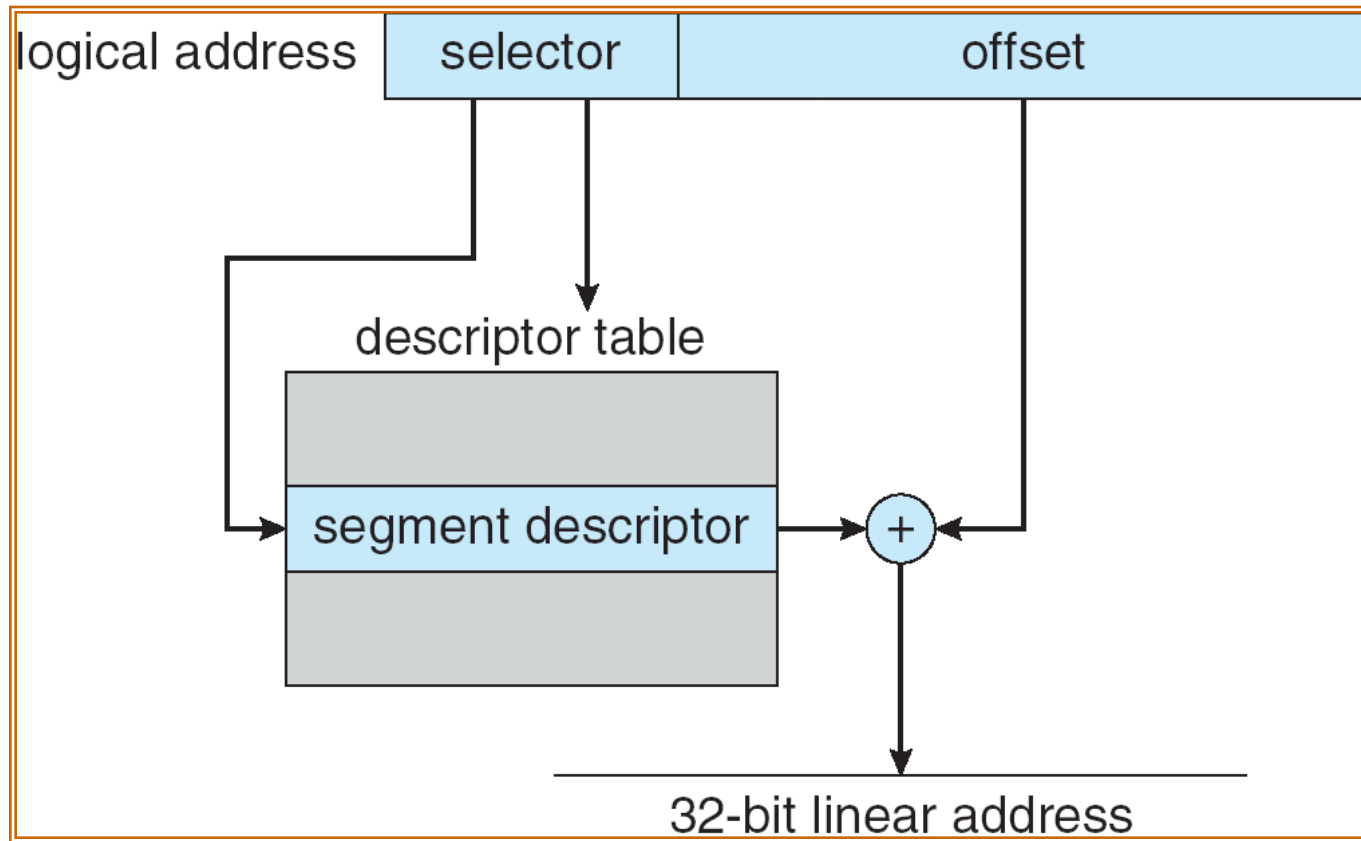 logical address selector offset
descriptor table
segment descriptor +
32-bit linear address